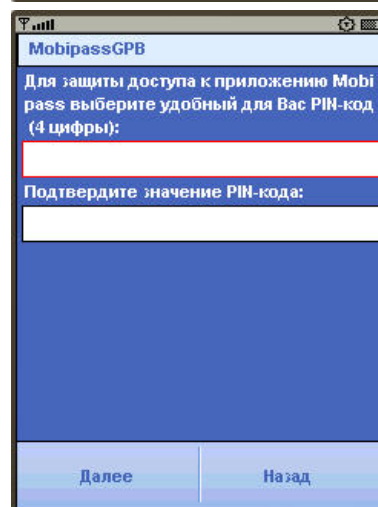 MobipassGPB
Для защиты доступа к приложению Mobi
pass выберите удобный для Вас PIN-код
(4 цифры):
Подтвердите значение PIN-кода:
Далее
Назад